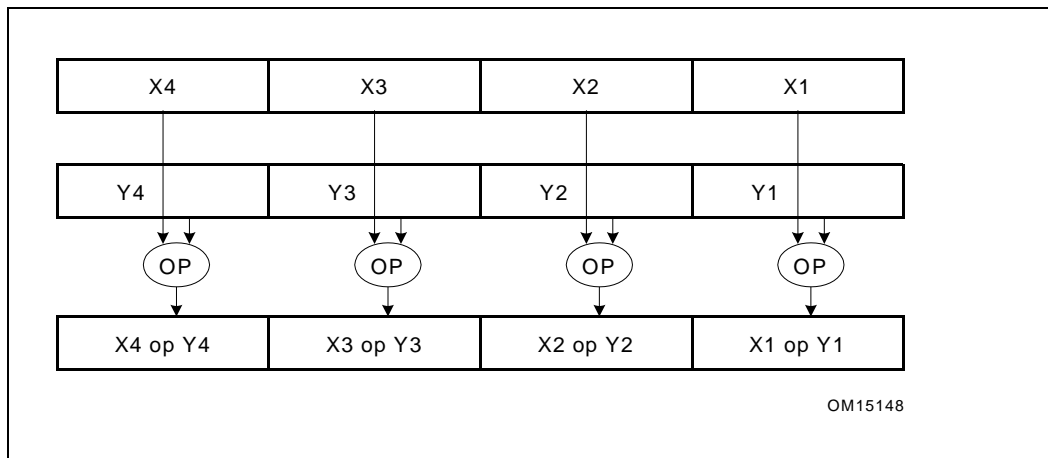 X4 X3 X2 X1
Y4 Y3 Y2 Y1
OP OP OP OP
X4 op Y4 X3 op Y3 X2 op Y2 X1 op Y1
OM15148